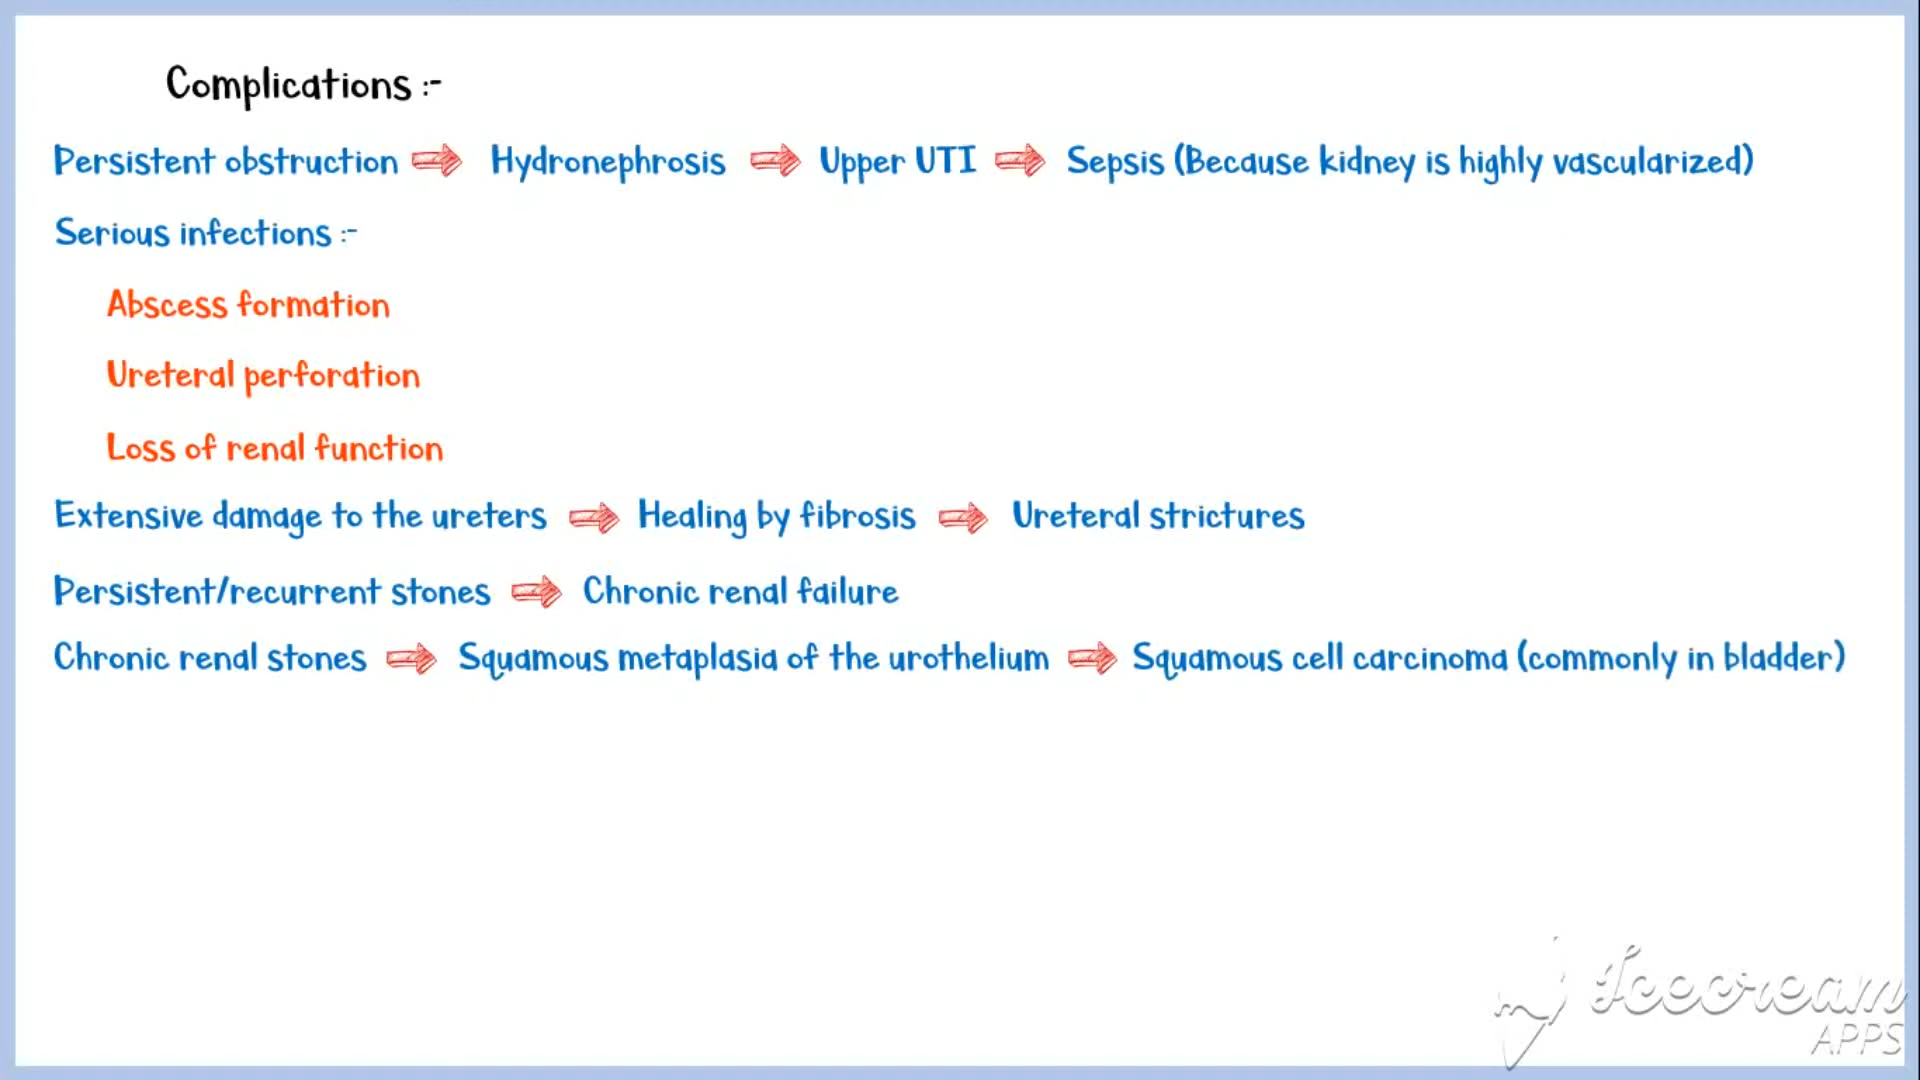 Complications :-
Persistent obstruction ⇒ Hydronephrosis ⇒ Upper UTI ⇒ Sepsis (Because kidney is highly vascularized)
Serious infections :-
Abscess formation
Ureteral perforation
Loss of renal function
Extensive damage to the ureters ⇒ Healing by fibrosis ⇒ Ureteral strictures
Persistent/recurrent stones ⇒ Chronic renal failure
Chronic renal stones ⇒ Squamous metaplasia of the urothelium ⇒ Squamous cell carcinoma (commonly in bladder)
Icecream
APPS